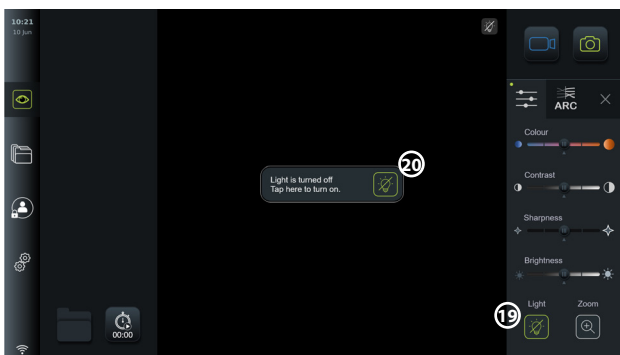 10:21
10 Jun
ARC
Colour
20
Light is turned off
Tap here to turn on.
Contrast
Sharpness
Brightness
19
Light Zoom
00:00